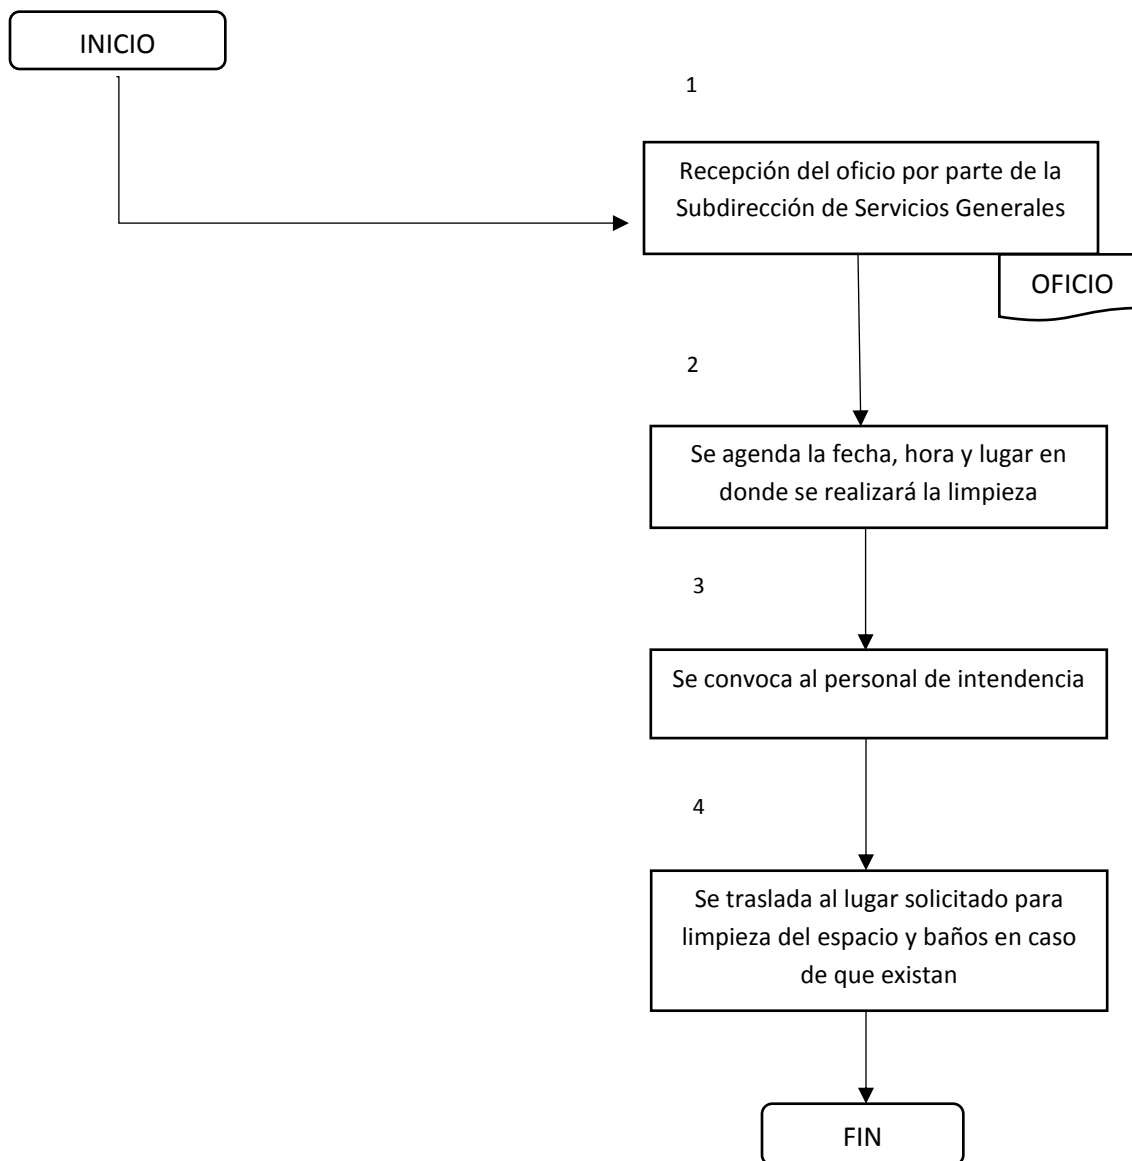 INICIO
1
Recepción del oficio por parte de la
Subdirección de Servicios Generales
OFICIO
2
Se agenda la fecha, hora y lugar en
donde se realizará la limpieza
3
Se convoca al personal de intendencia
4
Se traslada al lugar solicitado para
limpieza del espacio y baños en caso
de que existan
FIN